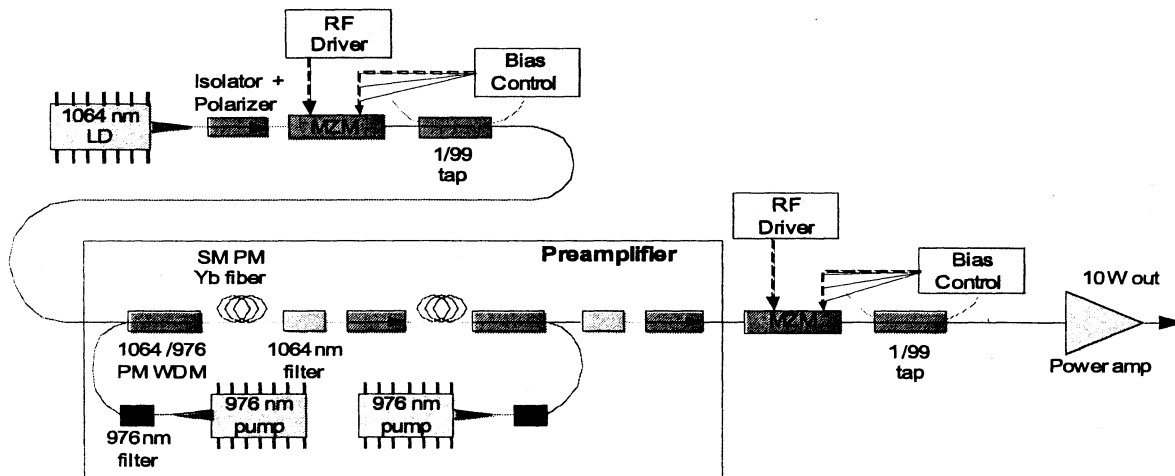 RF
Driver
Bias
Control
Isolator +
Polarizer
1064 nm
LD
MZM
1/99
tap
RF
Driver
SM PM
Yb fiber
Preamplifier
Bias
Control
10W out
MZM
1064/976
PM WDM
1064 nm
filter
1/99
tap
Power amp
976 nm
pump
976 nm
pump
976 nm
filter